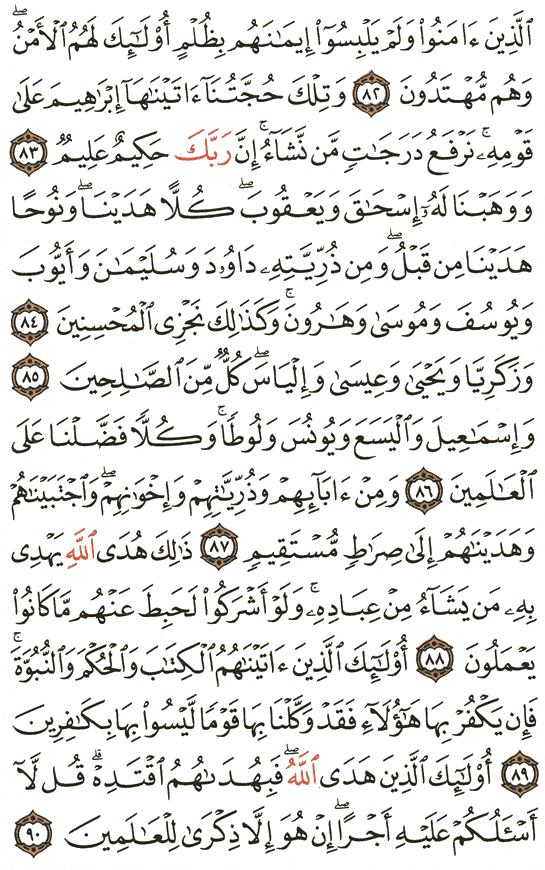 ٱلَّذِينَ ءَامَنُوا۟ وَلَمْ يَلْبِسُوٓا۟ إِيمَٰنَهُم بِظُلْمٍ أُو۟لَٰٓئِكَ لَهُمُ ٱلْأَمْنُ ۖ
وَهُم مُّهْتَدُونَ ٨٢ وَتِلْكَ حُجَّتُنَآ ءَاتَيْنَٰهَآ إِبْرَٰهِيمَ عَلَىٰ
قَوْمِهِۦ ۚ نَرْفَعُ دَرَجَٰتٍ مَّن نَّشَآءُ ۗ إِنَّ رَبَّكَ حَكِيمٌ عَلِيمٌ ٨٣
وَوَهَبْنَا لَهُۥٓ إِسْحَٰقَ وَيَعْقُوبَ ۚ كُلًّا هَدَيْنَا ۚ وَنُوحًا
هَدَيْنَا مِن قَبْلُ ۖ وَمِن ذُرِّيَّتِهِۦ دَاوُۥدَ وَسُلَيْمَٰنَ وَأَيُّوبَ
وَيُوسُفَ وَمُوسَىٰ وَهَٰرُونَ ۚ وَكَذَٰلِكَ نَجْزِى ٱلْمُحْسِنِينَ ٨٤
وَزَكَرِيَّا وَيَحْيَىٰ وَعِيسَىٰ وَإِلْيَاسَ ۖ كُلٌّ مِّنَ ٱلصَّٰلِحِينَ ٨٥
وَإِسْمَٰعِيلَ وَٱلْيَسَعَ وَيُونُسَ وَلُوطًا ۚ وَكُلًّا فَضَّلْنَا عَلَى
ٱلْعَٰلَمِينَ ٨٦ وَمِنْ ءَابَآئِهِمْ وَذُرِّيَّٰتِهِمْ وَإِخْوَٰنِهِمْ ۖ وَٱجْتَبَيْنَٰهُمْ
وَهَدَيْنَٰهُمْ إِلَىٰ صِرَٰطٍ مُّسْتَقِيمٍ ٨٧ ذَٰلِكَ هُدَى ٱللَّهِ يَهْدِى
بِهِۦ مَن يَشَآءُ مِنْ عِبَادِهِۦ ۚ وَلَوْ أَشْرَكُوا۟ لَحَبِطَ عَنْهُم مَّا كَانُوا۟
يَعْمَلُونَ ٨٨ أُو۟لَٰٓئِكَ ٱلَّذِينَ ءَاتَيْنَٰهُمُ ٱلْكِتَٰبَ وَٱلْحُكْمَ وَٱلنُّبُوَّةَ ۚ
فَإِن يَكْفُرْ بِهَا هَٰٓؤُلَآءِ فَقَدْ وَكَّلْنَا بِهَا قَوْمًا لَّيْسُوا۟ بِهَا بِكَٰفِرِينَ
٨٩ أُو۟لَٰٓئِكَ ٱلَّذِينَ هَدَى ٱللَّهُ ۖ فَبِهُدَىٰهُمُ ٱقْتَدِهْ ۗ قُل لَّآ
أَسْـَٔلُكُمْ عَلَيْهِ أَجْرًا ۖ إِنْ هُوَ إِلَّا ذِكْرَىٰ لِلْعَٰلَمِينَ ٩٠